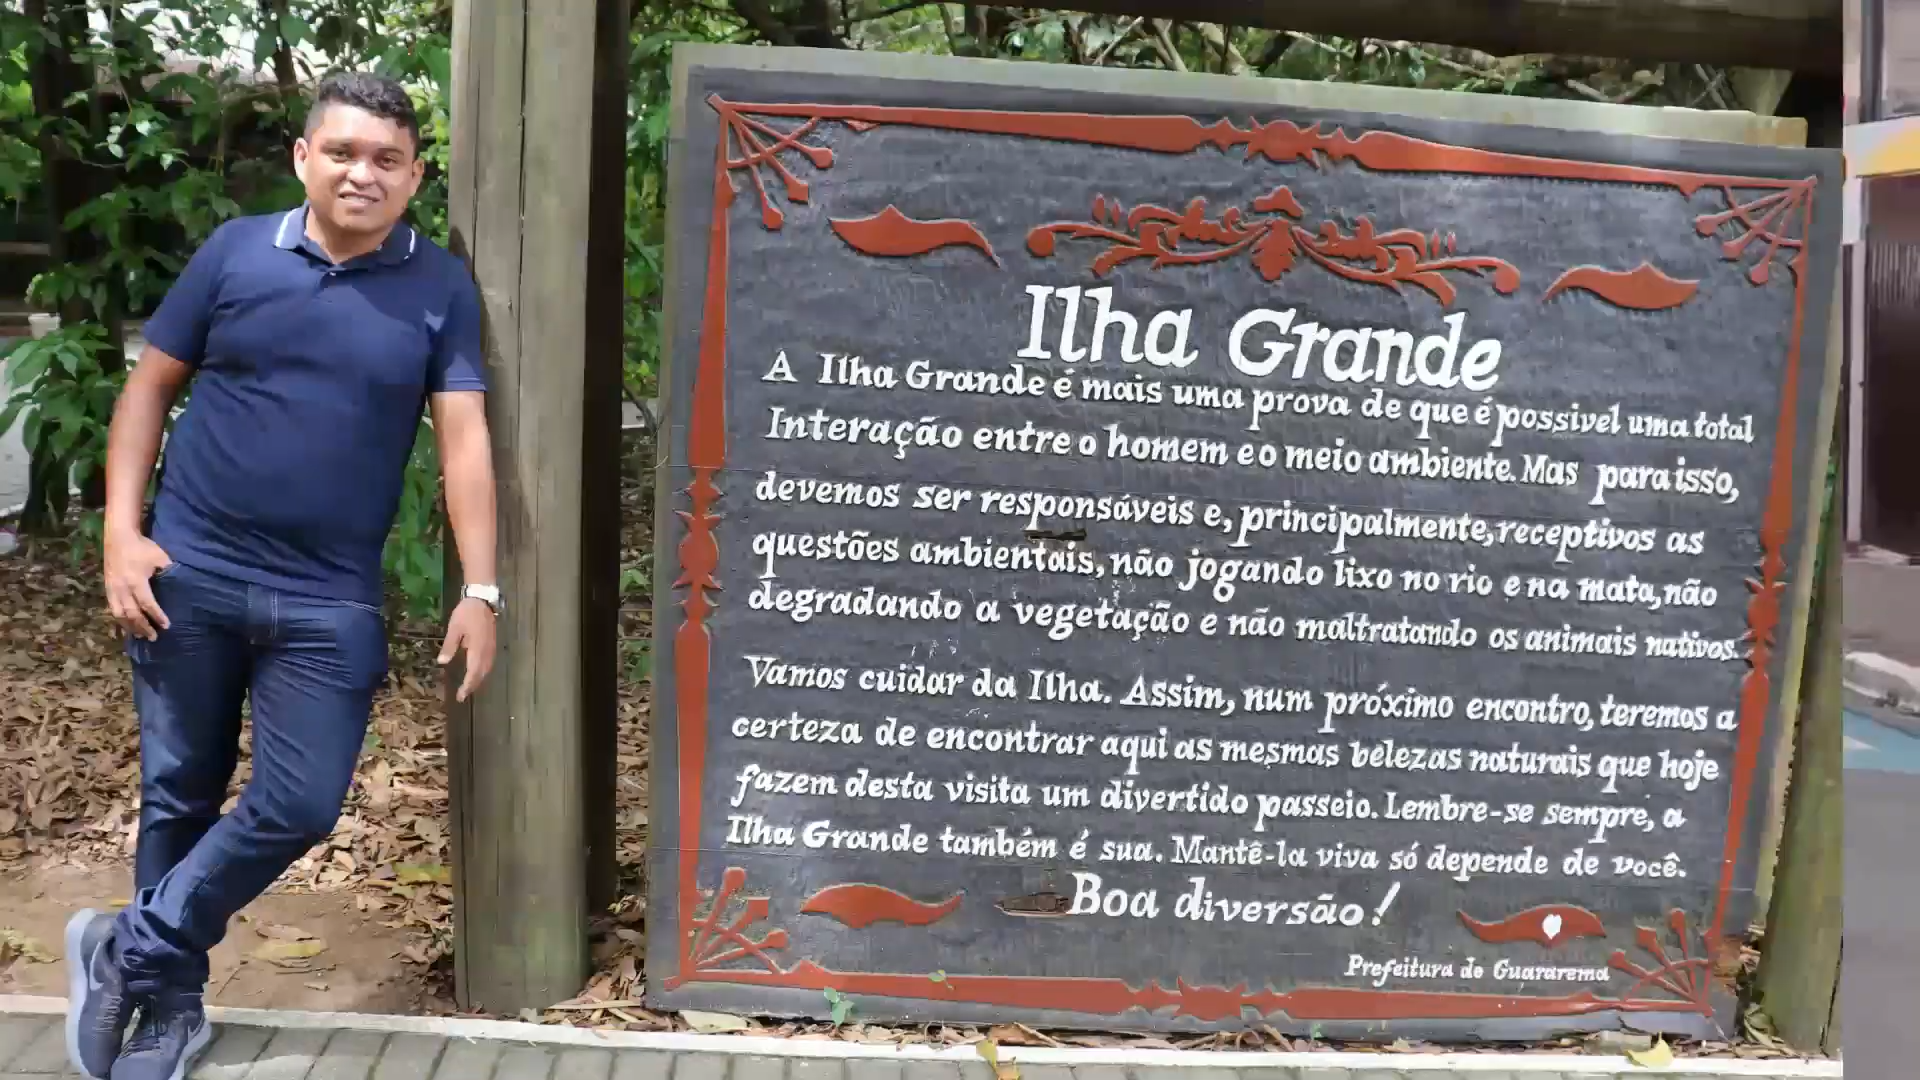 Ilha Grande
A Ilha Grande é mais uma prova de que é possivel uma total
Interação entre o homem e o meio ambiente. Mas para isso,
devemos ser responsáveis e, principalmente, receptivos as
questões ambientais, não jogando lixo no rio e na mata, não
degradando a vegetação e não maltratando os animais nativos.
Vamos cuidar da Ilha. Assim, num próximo encontro, teremos a
certeza de encontrar aqui as mesmas belezas naturais que hoje
fazem desta visita um divertido passeio. Lembre-se sempre, a
Ilha Grande também é sua. Mantê-la viva só depende de você.
Boa diversão!
Prefeitura de Guararema